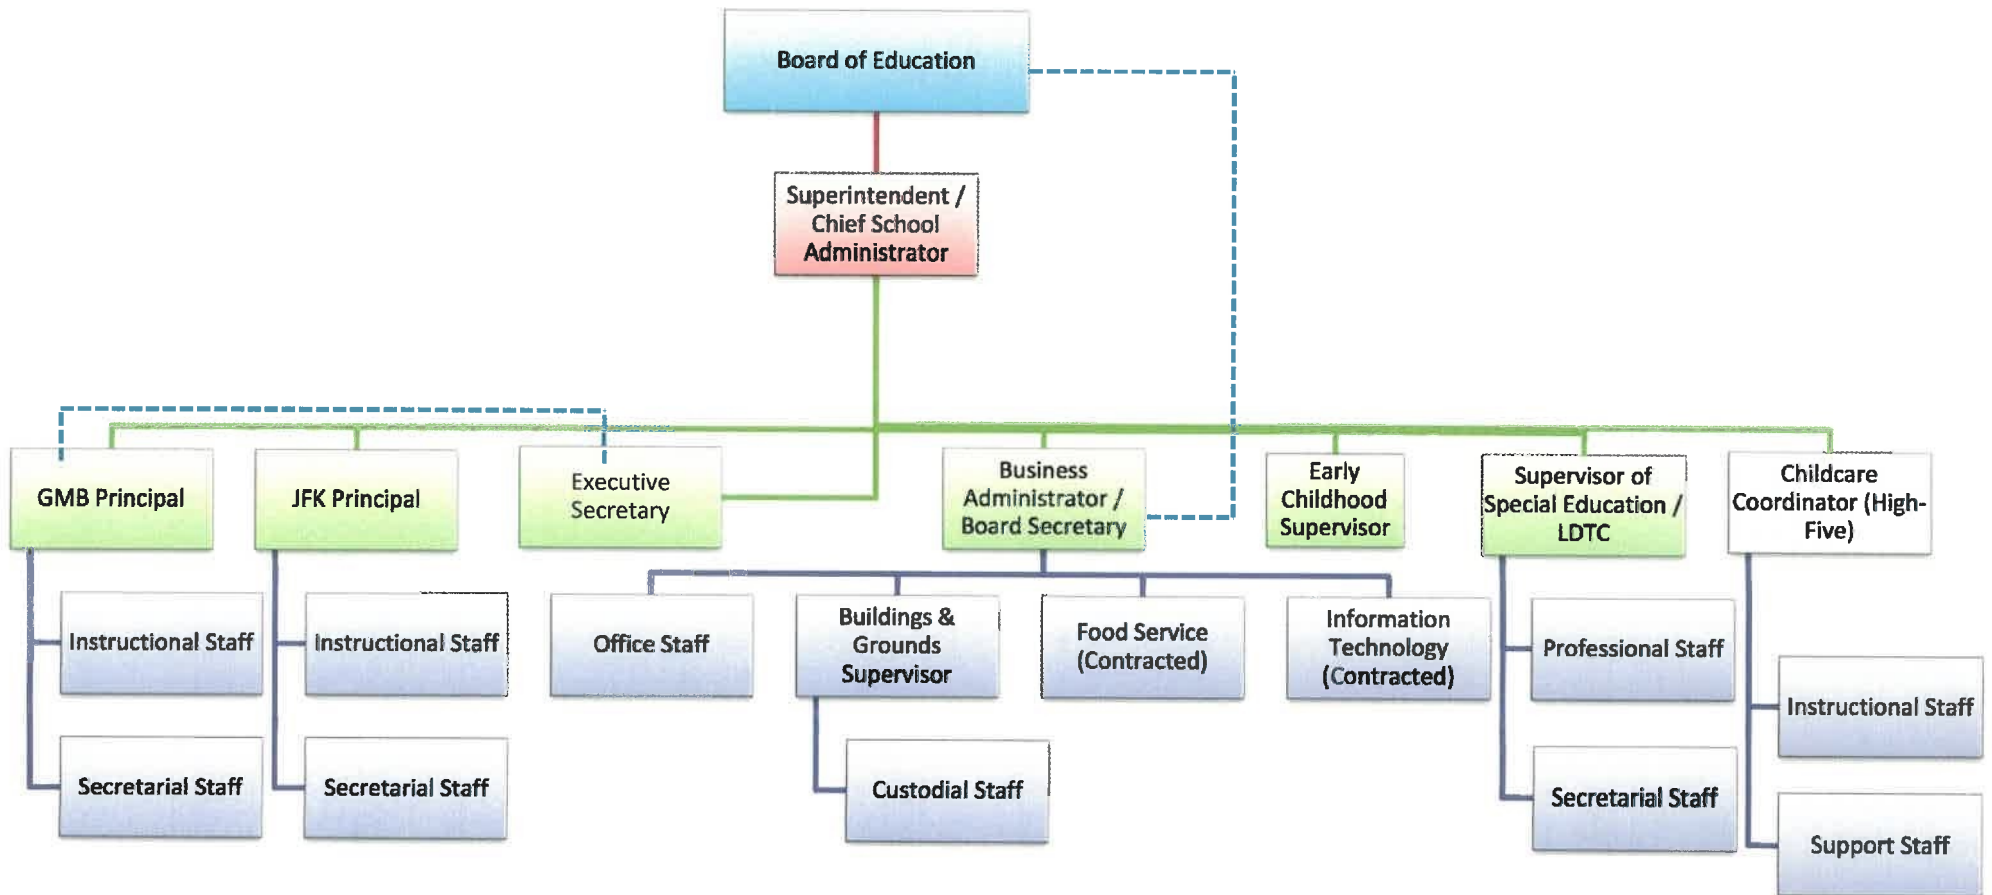 Board of Education
Superintendent /
Chief School
Administrator
GMB Principal
JFK Principal
Executive
Secretary
Business
Administrator /
Board Secretary
Early
Childhood
Supervisor
Supervisor of
Special Education /
LDTC
Childcare
Coordinator (High-
Five)
Instructional Staff
Instructional Staff
Office Staff
Buildings &
Grounds
Supervisor
Food Service
(Contracted)
Information
Technology
(Contracted)
Professional Staff
Instructional Staff
Secretarial Staff
Secretarial Staff
Custodial Staff
Secretarial Staff
Support Staff